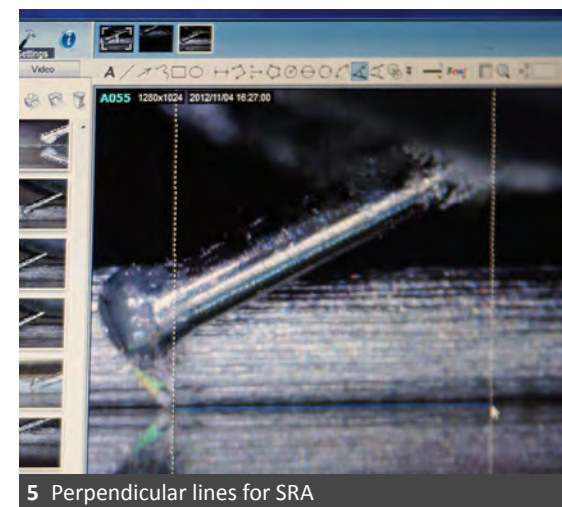 Settings
Video
A
A055 1280x1024 2012/11/04 16:27:00
5 Perpendicular lines for SRA